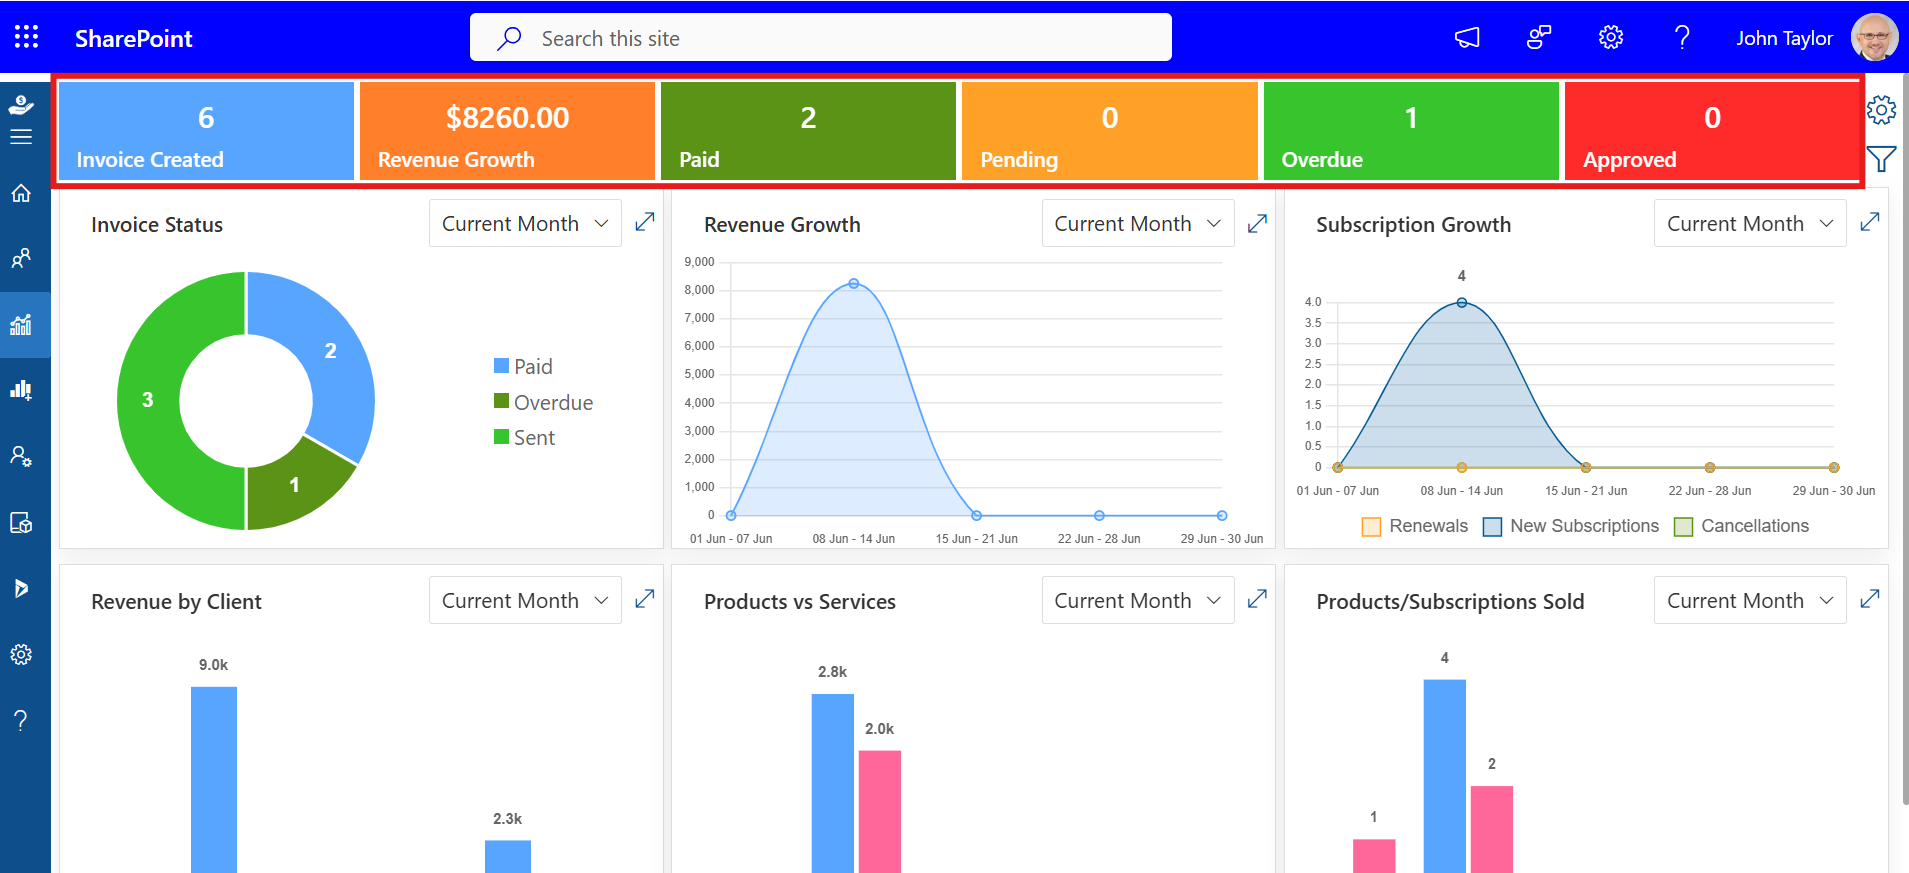 SharePoint
Search this site
John Taylor
6
Invoice Created
$8260.00
Revenue Growth
2
Paid
0
Pending
1
Overdue
0
Approved
Invoice Status
Current Month
2
3
1
Paid
Overdue
Sent
Revenue Growth
Current Month
9,000
8,000
7,000
6,000
5,000
4,000
3,000
2,000
1,000
0
01 Jun - 07 Jun 08 Jun - 14 Jun 15 Jun - 21 Jun 22 Jun - 28 Jun 29 Jun - 30 Jun
Subscription Growth
Current Month
4
4.0
3.5
3.0
2.5
2.0
1.5
1.0
0.5
0
01 Jun - 07 Jun 08 Jun - 14 Jun 15 Jun - 21 Jun 22 Jun - 28 Jun 29 Jun - 30 Jun
Renewals New Subscriptions Cancellations
Revenue by Client
Current Month
9.0k
2.3k
Products vs Services
Current Month
2.8k
2.0k
Products/Subscriptions Sold
Current Month
4
2
1